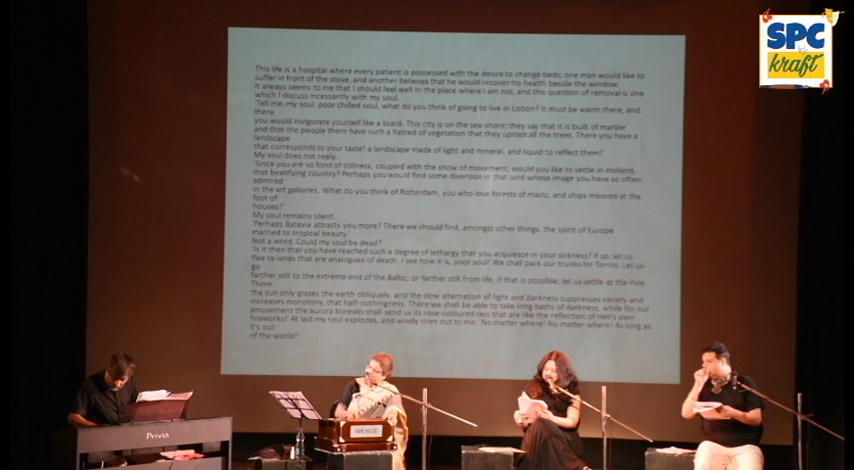 SPC
kraft
This life is a hospital where every patient is possessed with the desire to change beds; one man would like to
suffer in front of the stove, and another believes that he would recover his health beside the window.
It always seems to me that I should feel well in the place where I am not, and this question of removal is one
which I discuss incessantly with my soul.
'Tell me, my soul, poor chilled soul, what do you think of going to live in Lisbon? It must be warm there, and
there
you would invigorate yourself like a lizard. This city is on the sea-shore; they say that it is built of marble
and that the people there have such a hatred of vegetation that they uproot all the trees. There you have a
landscape
that corresponds to your taste! a landscape made of light and mineral, and liquid to reflect them!'
My soul does not reply.
'Since you are so fond of stillness, coupled with the show of movement, would you like to settle in Holland,
that beatifying country? Perhaps you would find some diversion in that land whose image you have so often
admired
in the art galleries. What do you think of Rotterdam, you who love forests of masts, and ships moored at the
foot of
houses?'
My soul remains silent.
'Perhaps Batavia attracts you more? There we should find, amongst other things, the spirit of Europe
married to tropical beauty.'
Not a word. Could my soul be dead?
'Is it then that you have reached such a degree of lethargy that you acquiesce in your sickness? If so, let us
flee to lands that are analogues of death. I see how it is, poor soul! We shall pack our trunks for Tornio. Let us
go
farther still to the extreme end of the Baltic; or farther still from life, if that is possible; let us settle at the Pole.
There
the sun only grazes the earth obliquely, and the slow alternation of light and darkness suppresses variety and
increases monotony, that half-nothingness. There we shall be able to take long baths of darkness, while for our
amusement the aurora borealis shall send us its rose-coloured rays that are like the reflection of Hell's own
fireworks!' At last my soul explodes, and wisely cries out to me: 'No matter where! No matter where! As long as
it's out
of the world!'
Privia